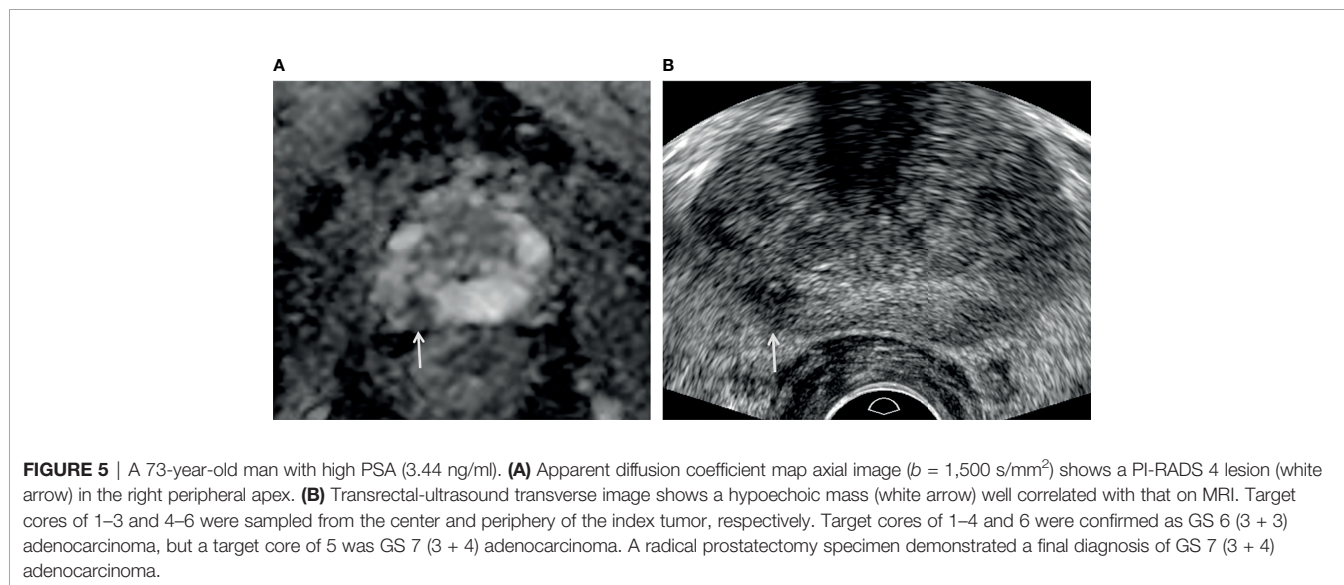 A
B
FIGURE 5 | A 73-year-old man with high PSA (3.44 ng/ml). (A) Apparent diffusion coefficient map axial image (b = 1,500 s/mm²) shows a PI-RADS 4 lesion (white
arrow) in the right peripheral apex. (B) Transrectal-ultrasound transverse image shows a hypoechoic mass (white arrow) well correlated with that on MRI. Target
cores of 1–3 and 4–6 were sampled from the center and periphery of the index tumor, respectively. Target cores of 1–4 and 6 were confirmed as GS 6 (3 + 3)
adenocarcinoma, but a target core of 5 was GS 7 (3 + 4) adenocarcinoma. A radical prostatectomy specimen demonstrated a final diagnosis of GS 7 (3 + 4)
adenocarcinoma.